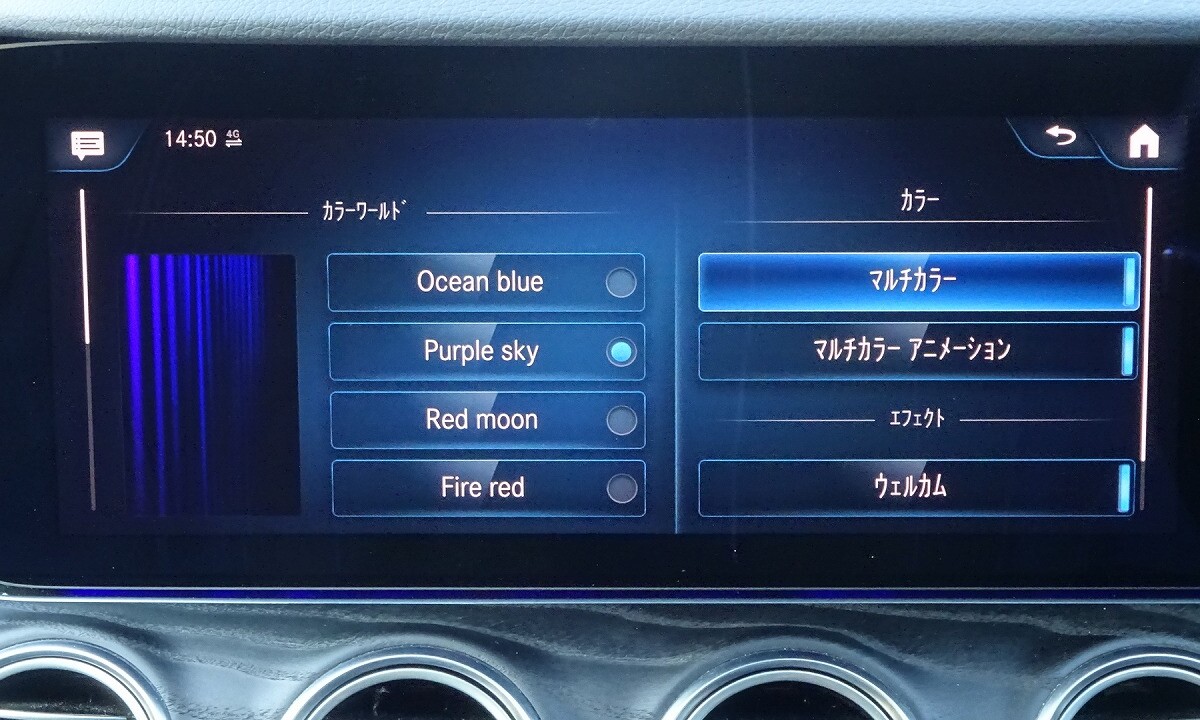 14:50 4G
カラーワールド
Ocean blue
Purple sky
Red moon
Fire red
カラー
マルチカラー
マルチカラー アニメーション
エフェクト
ウェルカム